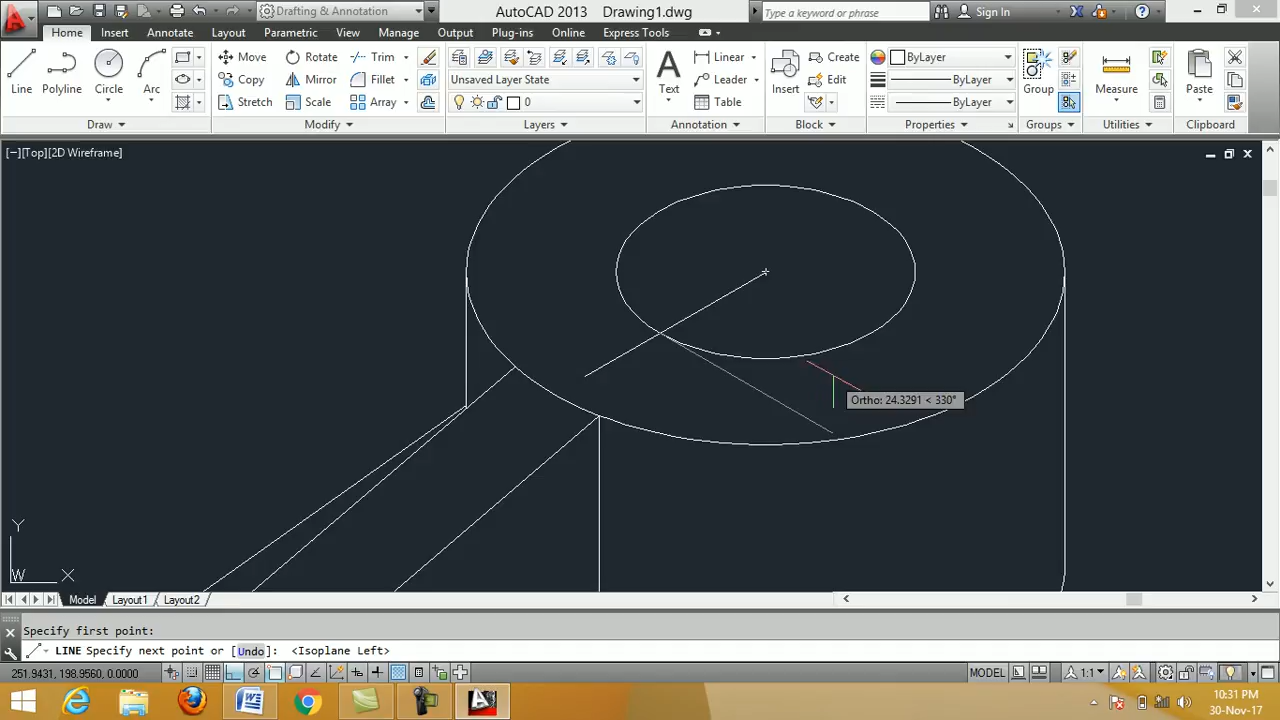 Drafting & Annotation
AutoCAD 2013 Drawing1.dwg
Type a keyword or phrase
Sign In
Home Insert Annotate Layout Parametric View Manage Output Plug-ins Online Express Tools
Line Polyline Circle Arc
Move Rotate Trim
Copy Mirror Fillet
Stretch Scale Array
Unsaved Layer State
0
Text
Linear
Leader
Table
Insert
Create
Edit
ByLayer
ByLayer
ByLayer
Group
Measure
Paste
Draw Modify Layers Annotation Block Properties Groups Utilities Clipboard
[−][Top][2D Wireframe]
Ortho: 24.3291 < 330°
Y
W X
Model Layout1 Layout2
Specify first point:
LINE Specify next point or [Undo]: <Isoplane Left>
251.9431, 198.9560, 0.0000
MODEL
1:1
10:31 PM
30-Nov-17